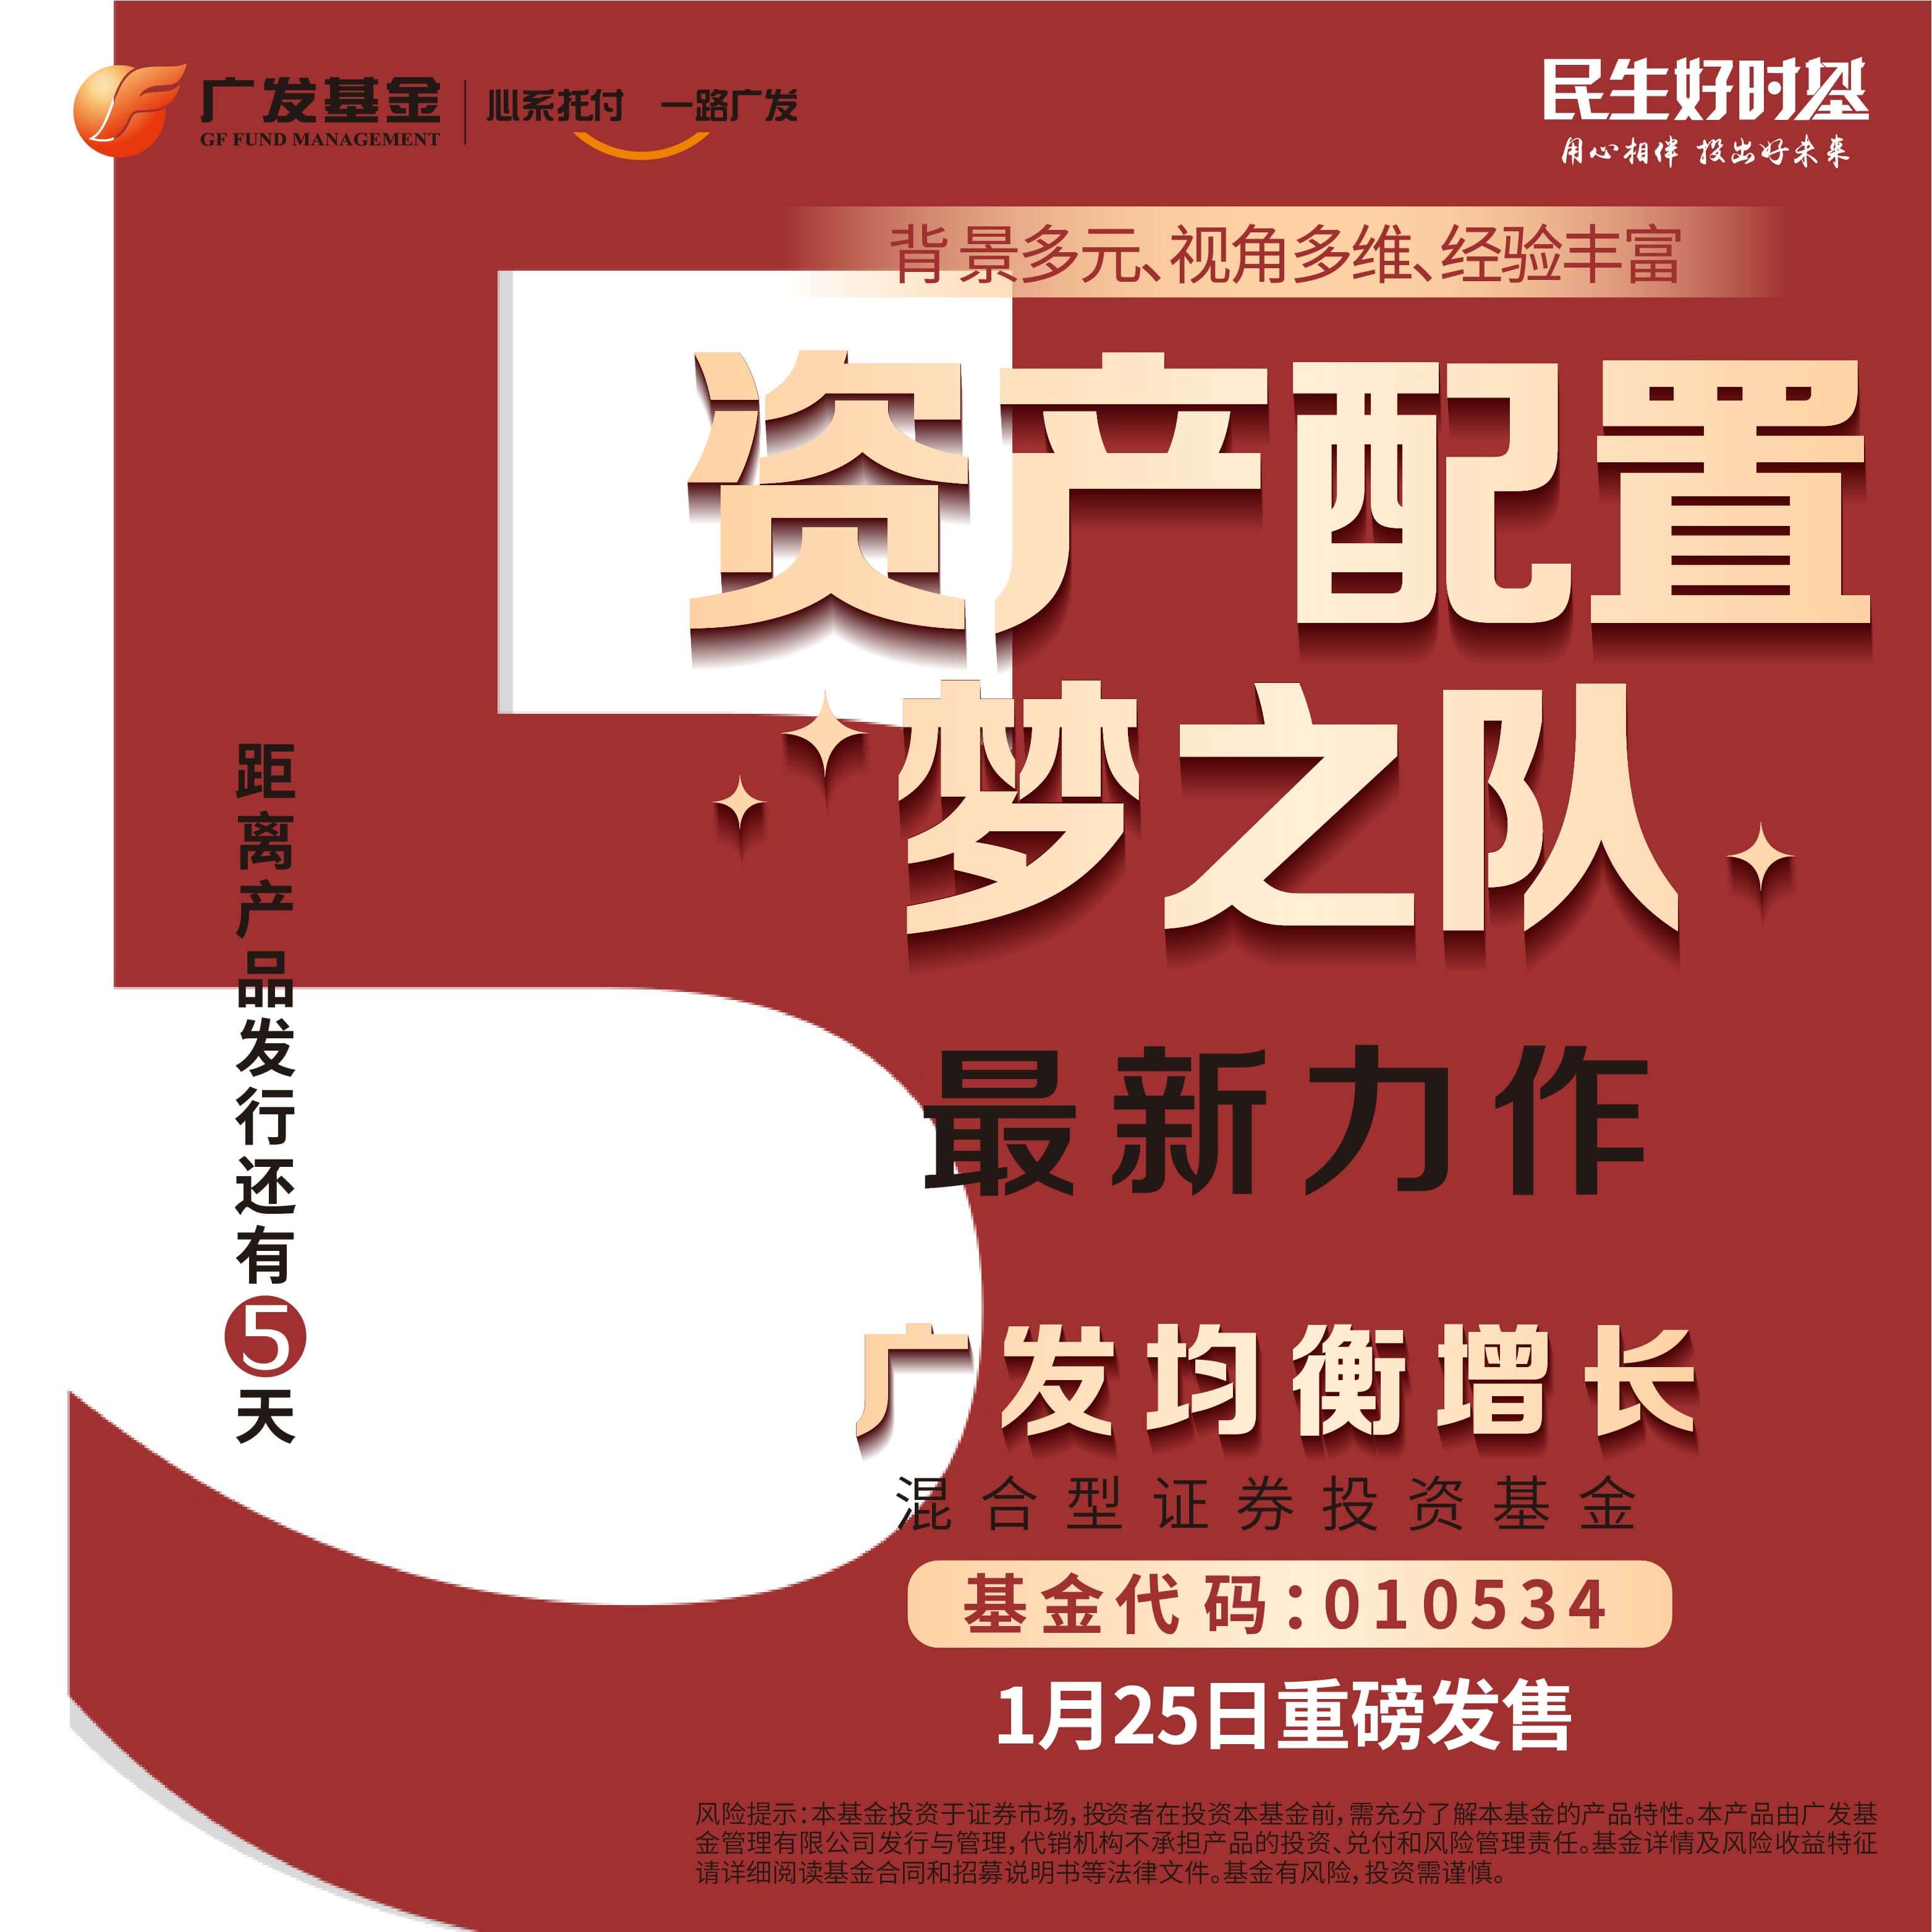 广发基金
GF FUND MANAGEMENT
心系托付 一路广发
民生好时基
用心相伴 投出好未来
背景多元、视角多维、经验丰富
资产配置
梦之队
最新力作
距离产品发行还有5天
广发均衡增长
混合型证券投资基金
基金代码：010534
1月25日重磅发售
风险提示：本基金投资于证券市场，投资者在投资本基金前，需充分了解本基金的产品特性。本产品由广发基
金管理有限公司发行与管理，代销机构不承担产品的投资、兑付和风险管理责任。基金详情及风险收益特征
请详细阅读基金合同和招募说明书等法律文件。基金有风险，投资需谨慎。